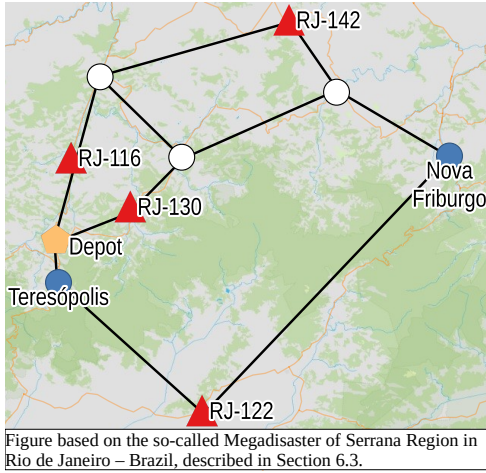 RJ-142
RJ-116
Nova
Friburgo
RJ-130
Depot
Teresópolis
RJ-122
Figure based on the so-called Megadisaster of Serrana Region in
Rio de Janeiro – Brazil, described in Section 6.3.